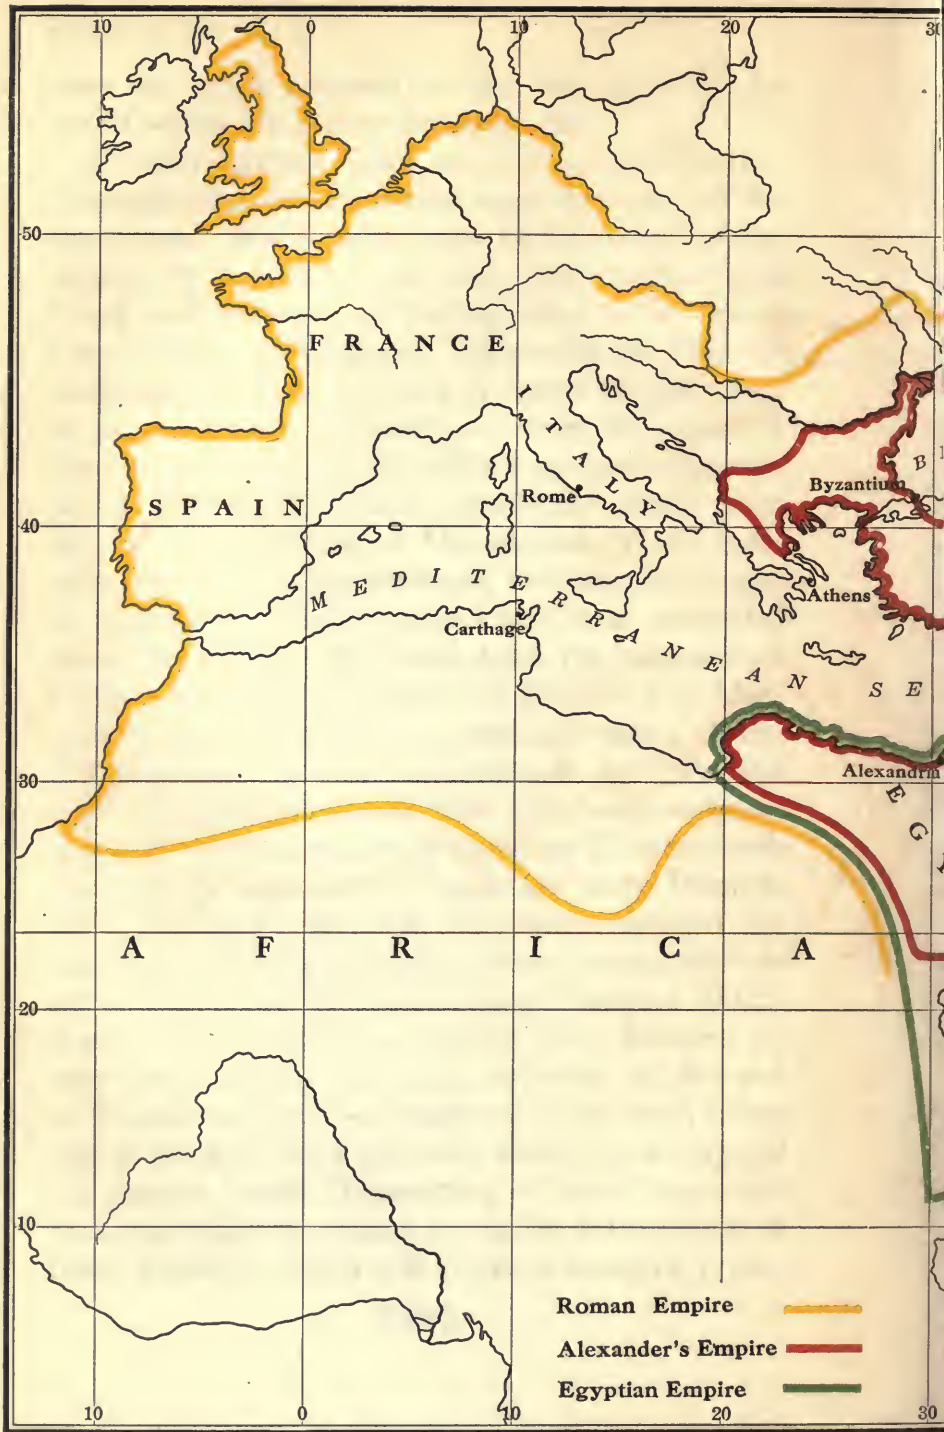 10 0 10 20 30
50
FRANCE
ITALY
Byzantium
Rome
SPAIN
40
MEDITERRANEAN SE
Athens
Carthage
30
Alexandria
EG
AFRICA
20
10
Roman Empire
Alexander's Empire
Egyptian Empire
10 0 10 20 30